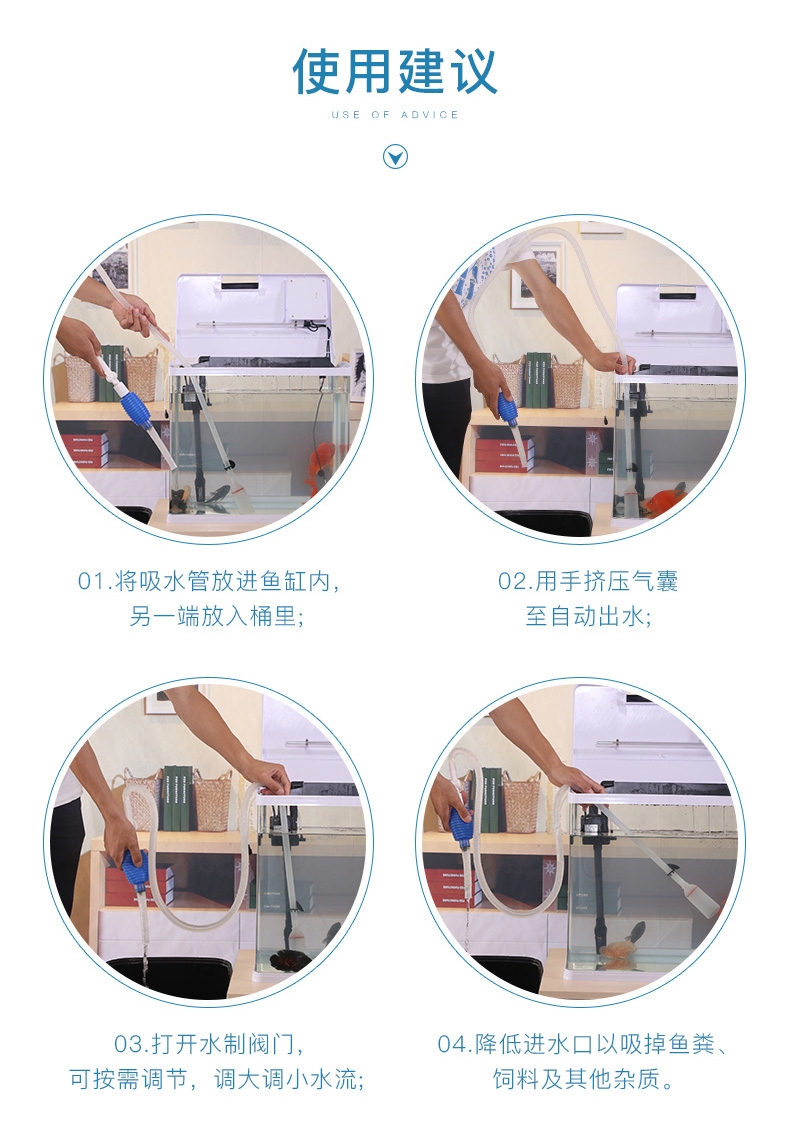 使用建议
USE OF ADVICE
01.将吸水管放进鱼缸内，
另一端放入桶里；
02.用手挤压气囊
至自动出水；
03.打开水制阀门，
可按需调节，调大调小水流；
04.降低进水口以吸掉鱼粪、
饲料及其他杂质。